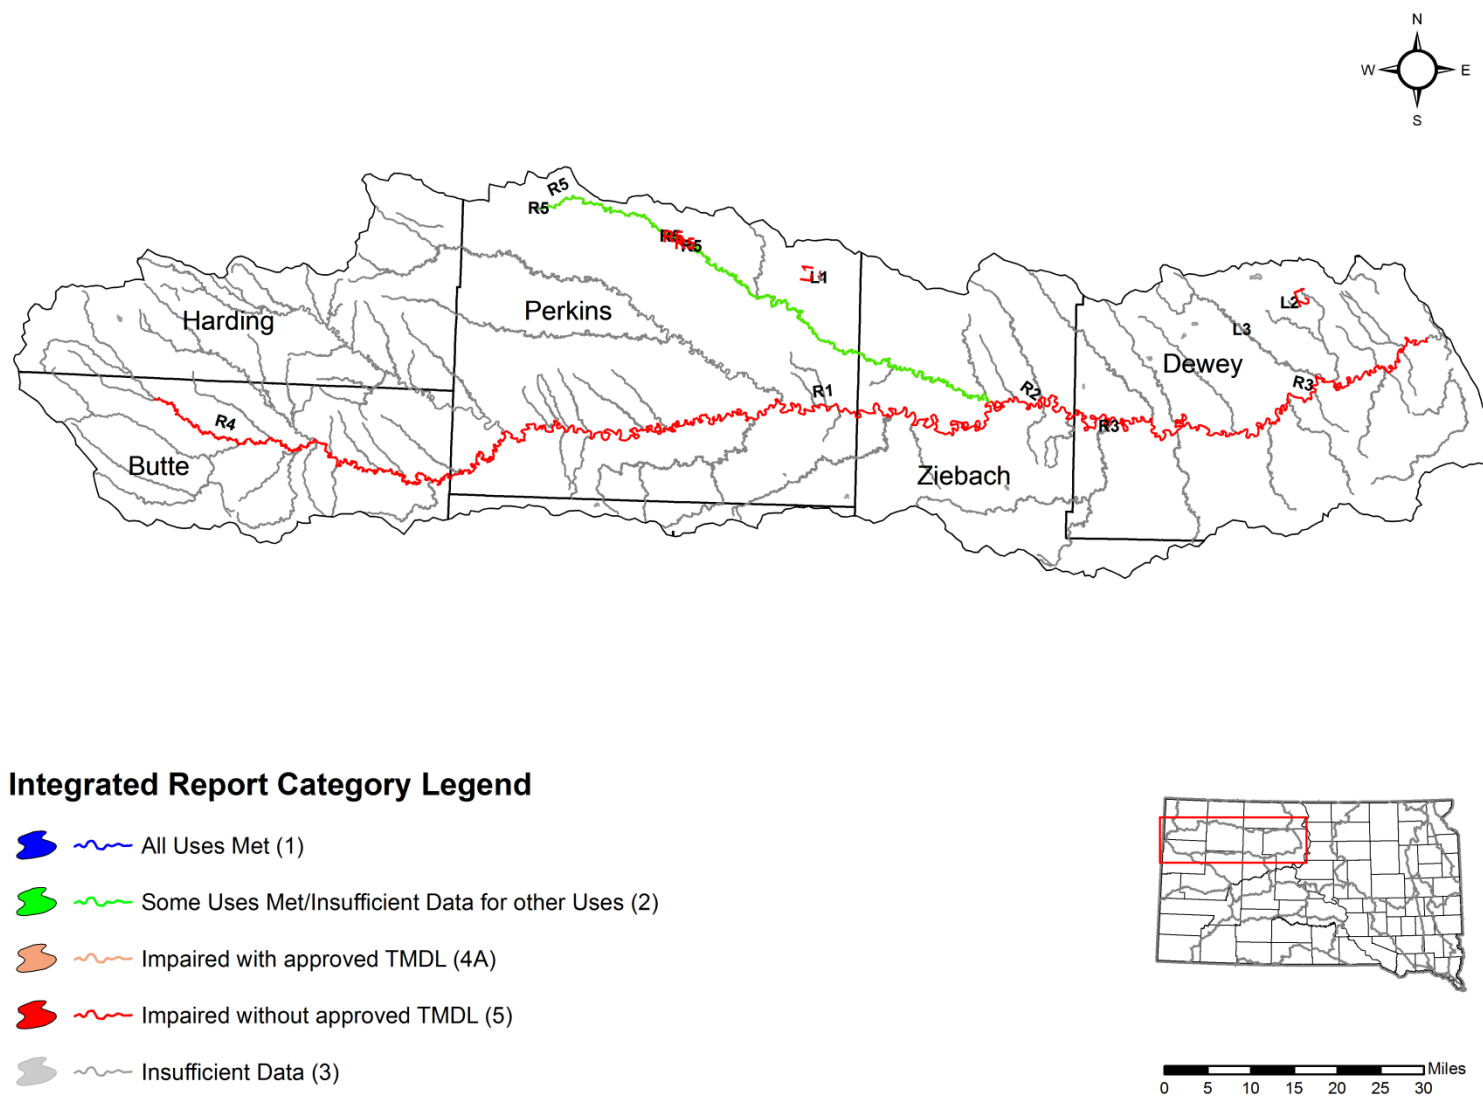 N
W E
S
R5
R5
R5 R5
L1
Harding
Perkins
L2
L3
Dewey
R1
R2
R3
R4
R3
Butte
Ziebach
Integrated Report Category Legend
All Uses Met (1)
Some Uses Met/Insufficient Data for other Uses (2)
Impaired with approved TMDL (4A)
Impaired without approved TMDL (5)
Insufficient Data (3)
Miles
0 5 10 15 20 25 30